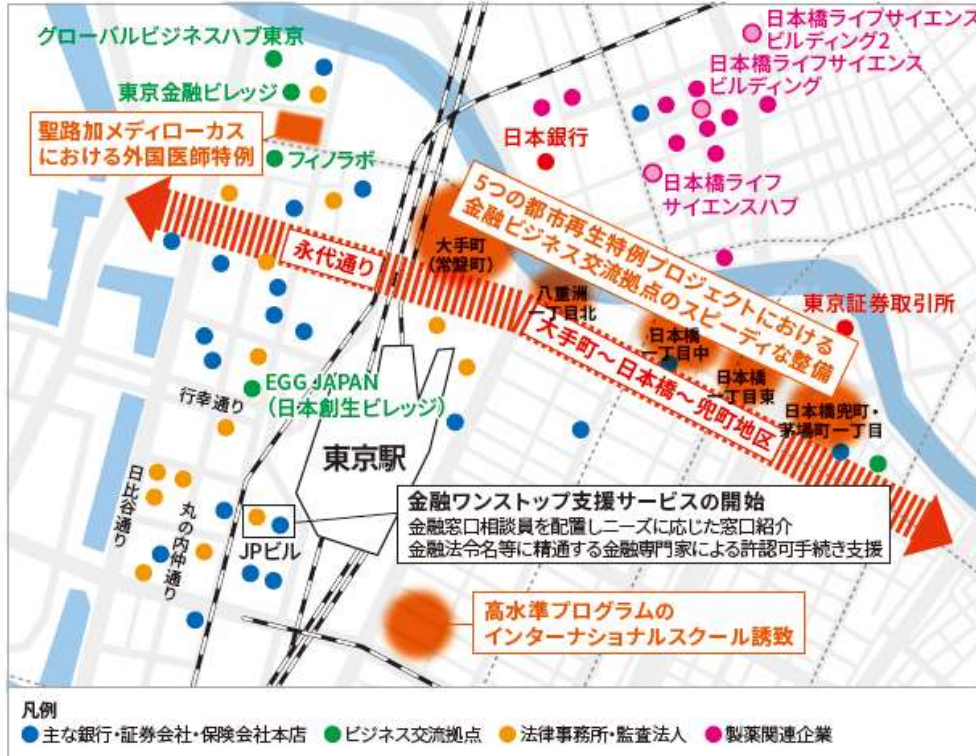 グローバルビジネスハブ東京
東京金融ビレッジ
聖路加メディローカス
における外国医師特例
フィノラボ
日本橋ライフサイエンス
ビルディング2
日本橋ライフサイエンス
ビルディング
日本銀行
日本橋ライフ
サイエンスハブ
5つの都市再生特例プロジェクトにおける
金融ビジネス交流拠点のスピーディな整備
永代通り
大手町
(常盤町)
八重洲
一丁目北
日本橋
一丁目中
日本橋
一丁目東
日本橋兜町・
茅場町一丁目
東京証券取引所
大手町～日本橋～兜町地区
EGG JAPAN
(日本創生ビレッジ)
行幸通り
東京駅
日比谷通り
丸の内仲通り
JPビル
金融ワンストップ支援サービスの開始
金融窓口相談員を配置しニーズに応じた窓口紹介
金融法令名等に精通する金融専門家による許認可手続き支援
高水準プログラムの
インターナショナルスクール誘致
凡例
主な銀行・証券会社・保険会社本店
ビジネス交流拠点
法律事務所・監査法人
製薬関連企業